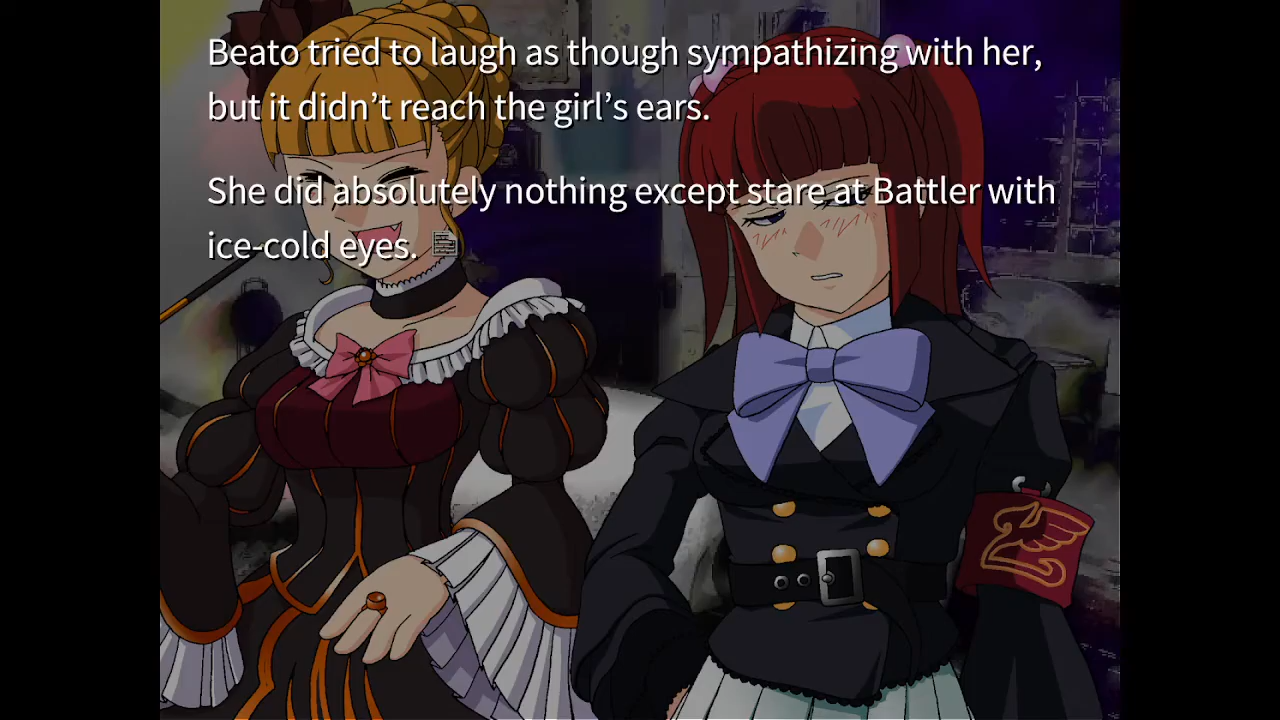 Beato tried to laugh as though sympathizing with her,
but it didn’t reach the girl’s ears.
She did absolutely nothing except stare at Battler with
ice-cold eyes.